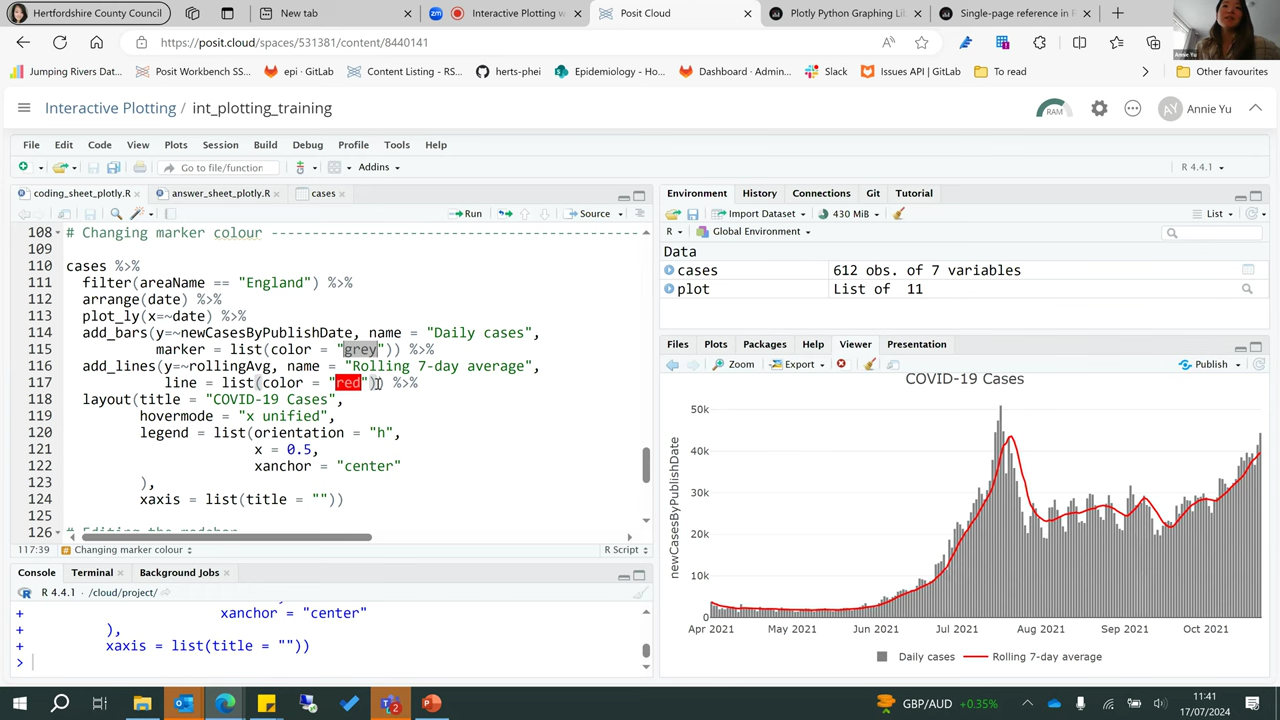 Hertfordshire County Council
New tab
Interactive Plotting w
Posit Cloud
Plotly Python Graphing Lib
Single-page reference in R
https://posit.cloud/spaces/531381/content/8440141
Jumping Rivers Dat...
Posit Workbench SS...
epi · GitLab
Content Listing - RS...
herts-phei
Epidemiology - Ho...
Dashboard · Admin...
Slack
Issues API | GitLab
To read
Other favourites
Annie Yu
Interactive Plotting / int_plotting_training
RAM
AY
Annie Yu
File Edit Code View Plots Session Build Debug Profile Tools Help
Go to file/function
Addins
R 4.4.1
coding_sheet_plotly.R
answer_sheet_plotly.R
cases
Run
Source
108 # Changing marker colour ------------------------------------
109
110 cases %>%
111 filter(areaName == "England") %>%
112 arrange(date) %>%
113 plot_ly(x=~date) %>%
114 add_bars(y=~newCasesByPublishDate, name = "Daily cases",
115 marker = list(color = "grey")) %>%
116 add_lines(y=~rollingAvg, name = "Rolling 7-day average",
117 line = list(color = "red")) %>%
118 layout(title = "COVID-19 Cases",
119 hovermode = "x unified",
120 legend = list(orientation = "h",
121 x = 0.5,
122 xanchor = "center"
123 ),
124 xaxis = list(title = ""))
125
126
117:39
Changing marker colour
R Script
Console Terminal Background Jobs
R 4.4.1 · /cloud/project/
+ xanchor = "center"
+ ),
+ xaxis = list(title = ""))
>
Environment History Connections Git Tutorial
Import Dataset
430 MiB
List
R
Global Environment
Data
cases 612 obs. of 7 variables
plot List of 11
Files Plots Packages Help Viewer Presentation
Zoom
Export
Publish
COVID-19 Cases
newCasesByPublishDate
50k
40k
30k
20k
10k
0
Apr 2021 May 2021 Jun 2021 Jul 2021 Aug 2021 Sep 2021 Oct 2021
Daily cases Rolling 7-day average
GBP/AUD +0.35%
11:41
17/07/2024